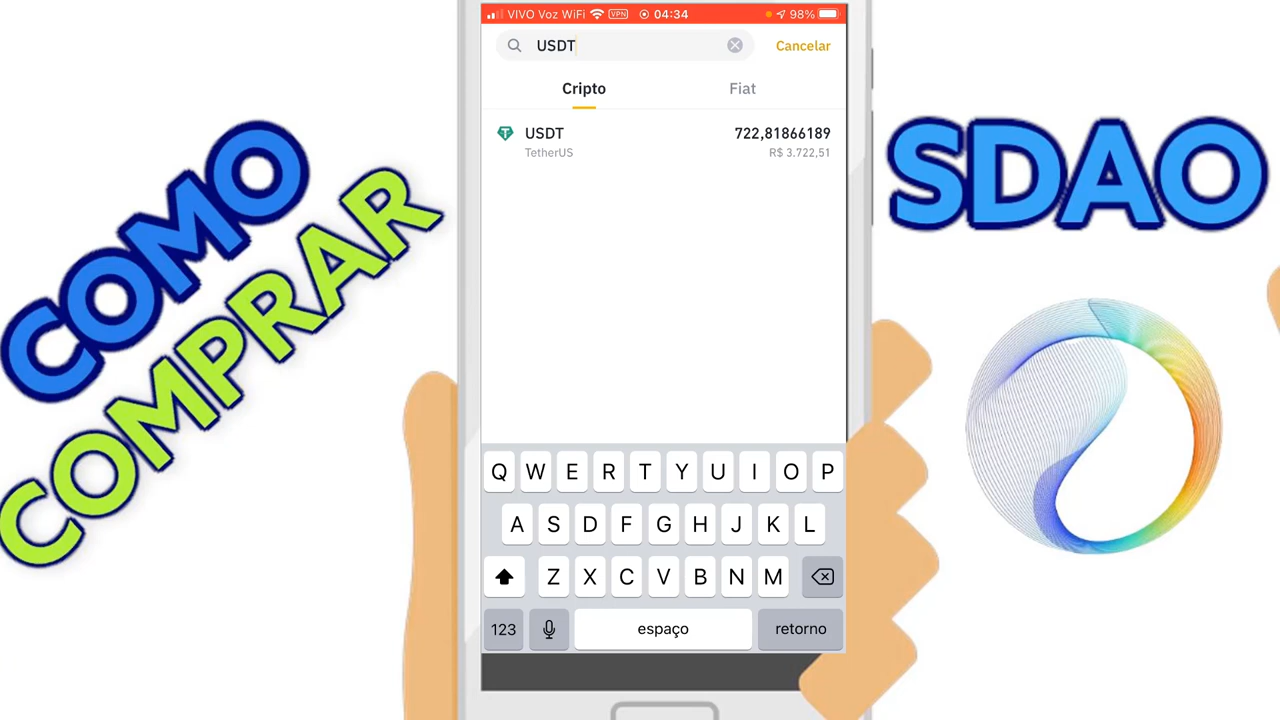 VIVO Voz WiFi VPN 04:34 98%
USDT Cancelar
Cripto Fiat
USDT 722,81866189
TetherUS R$ 3.722,51
COMO
COMPRAR
SDAO
Q W E R T Y U I O P
A S D F G H J K L
Z X C V B N M
123 espaço retorno